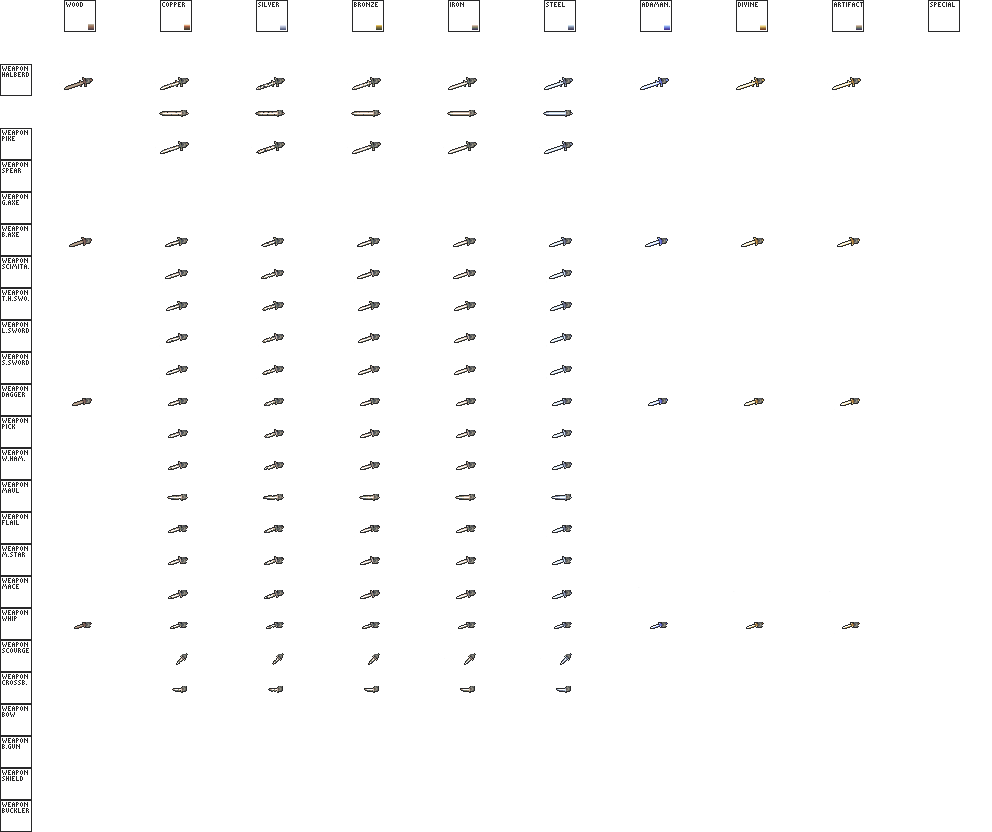 WOOD
COPPER
SILVER
BRONZE
IRON
STEEL
ADAMAN.
DIVINE
ARTIFACT
SPECIAL
WEAPON
HALBERD
WEAPON
PIKE
WEAPON
SPEAR
WEAPON
G.AXE
WEAPON
B.AXE
WEAPON
SCIMITA.
WEAPON
T.H.SWO.
WEAPON
L.SWORD
WEAPON
S.SWORD
WEAPON
DAGGER
WEAPON
PICK
WEAPON
W.HAM.
WEAPON
MAUL
WEAPON
FLAIL
WEAPON
M.STAR
WEAPON
MACE
WEAPON
WHIP
WEAPON
SCOURGE
WEAPON
CROSSB.
WEAPON
BOW
WEAPON
B.GUN
WEAPON
SHIELD
WEAPON
BUCKLER